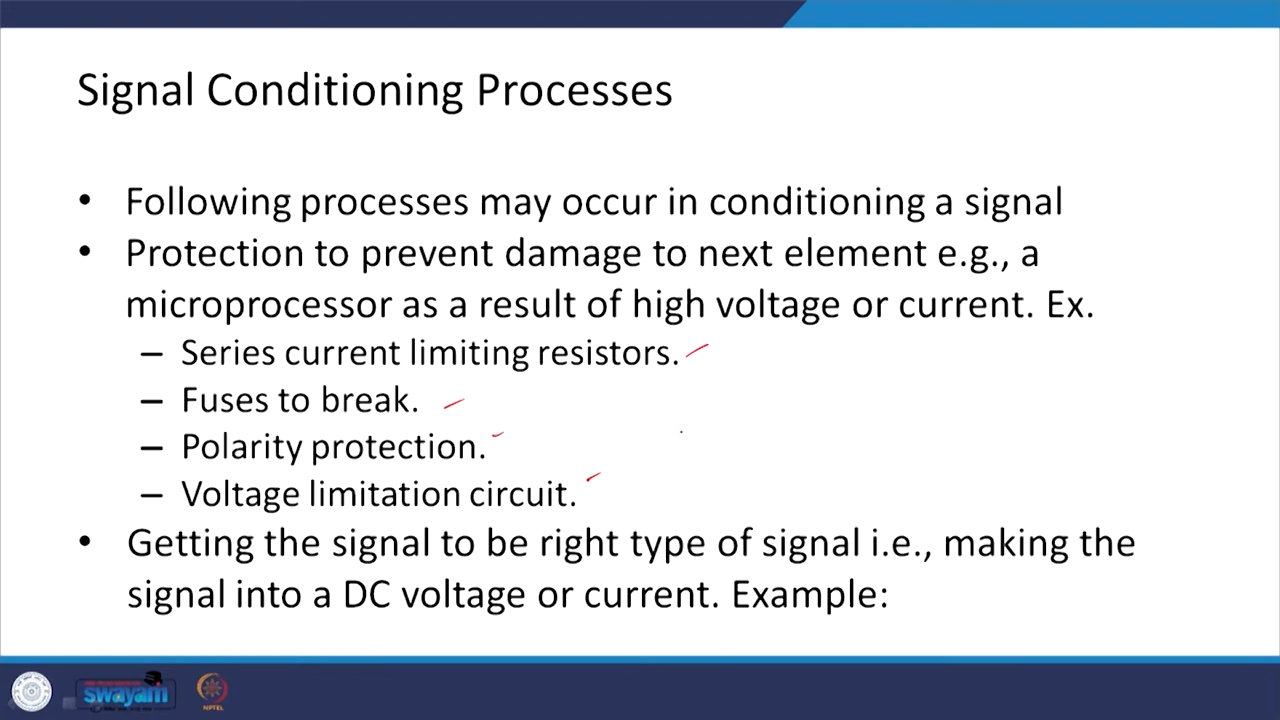 Signal Conditioning Processes
• Following processes may occur in conditioning a signal
• Protection to prevent damage to next element e.g., a
microprocessor as a result of high voltage or current. Ex.
– Series current limiting resistors.
– Fuses to break.
– Polarity protection.
– Voltage limitation circuit.
• Getting the signal to be right type of signal i.e., making the
signal into a DC voltage or current. Example:
swayam
NPTEL